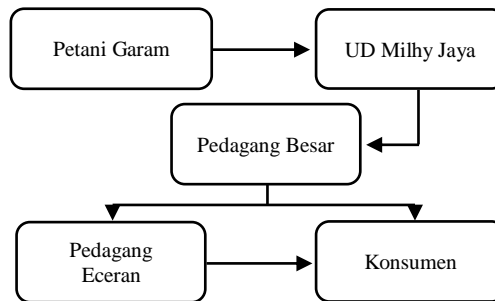 Petani Garam
UD Milhy Jaya
Pedagang Besar
Pedagang
Eceran
Konsumen